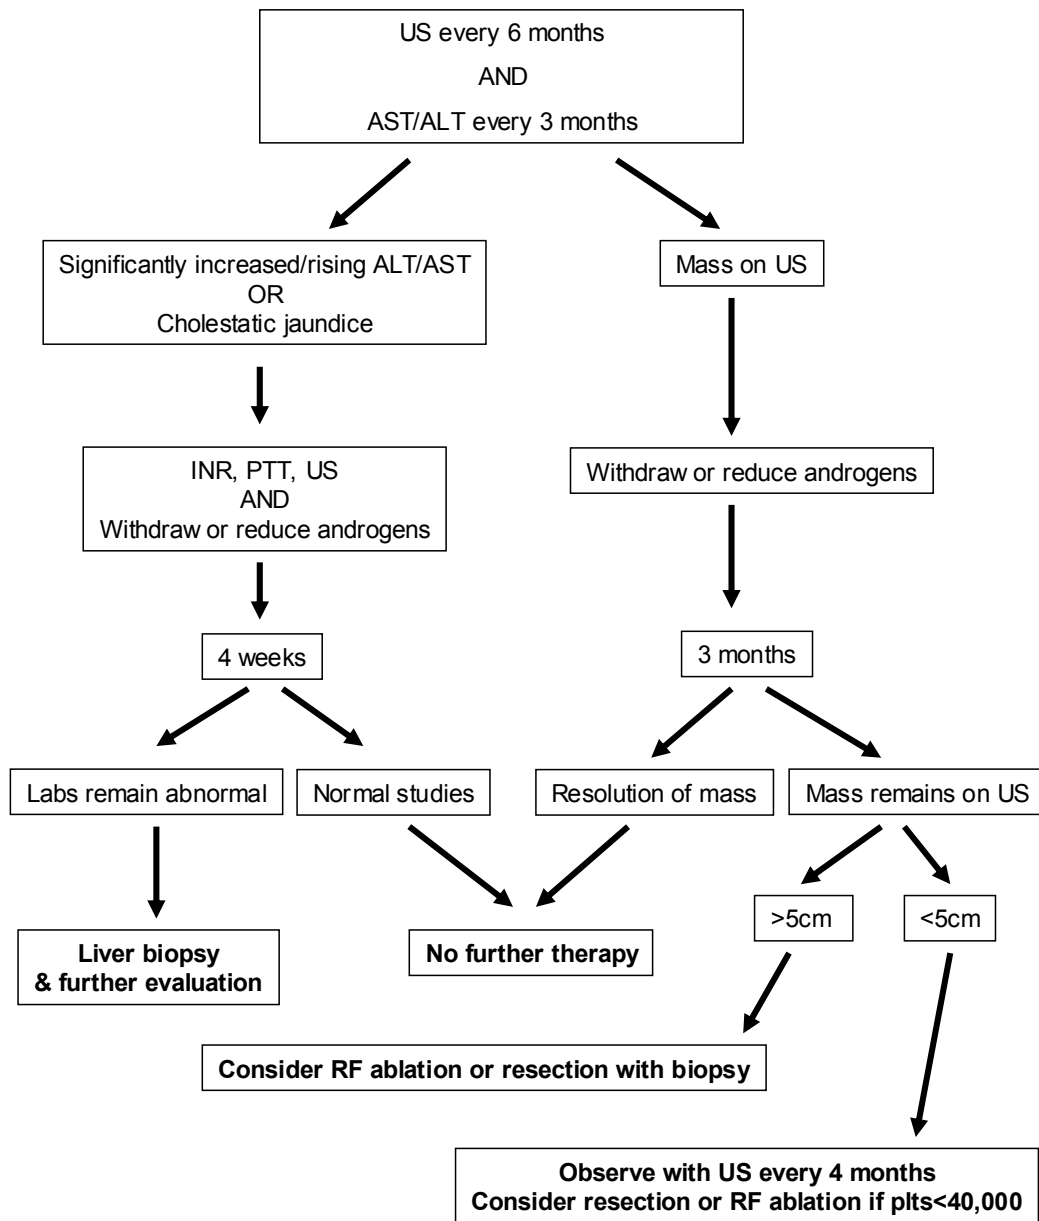 US every 6 months
AND
AST/ALT every 3 months
Significantly increased/rising ALT/AST
OR
Cholestatic jaundice
Mass on US
INR, PTT, US
AND
Withdraw or reduce androgens
Withdraw or reduce androgens
4 weeks
3 months
Labs remain abnormal
Normal studies
Resolution of mass
Mass remains on US
>5cm
<5cm
Liver biopsy
& further evaluation
No further therapy
Consider RF ablation or resection with biopsy
Observe with US every 4 months
Consider resection or RF ablation if plts<40,000